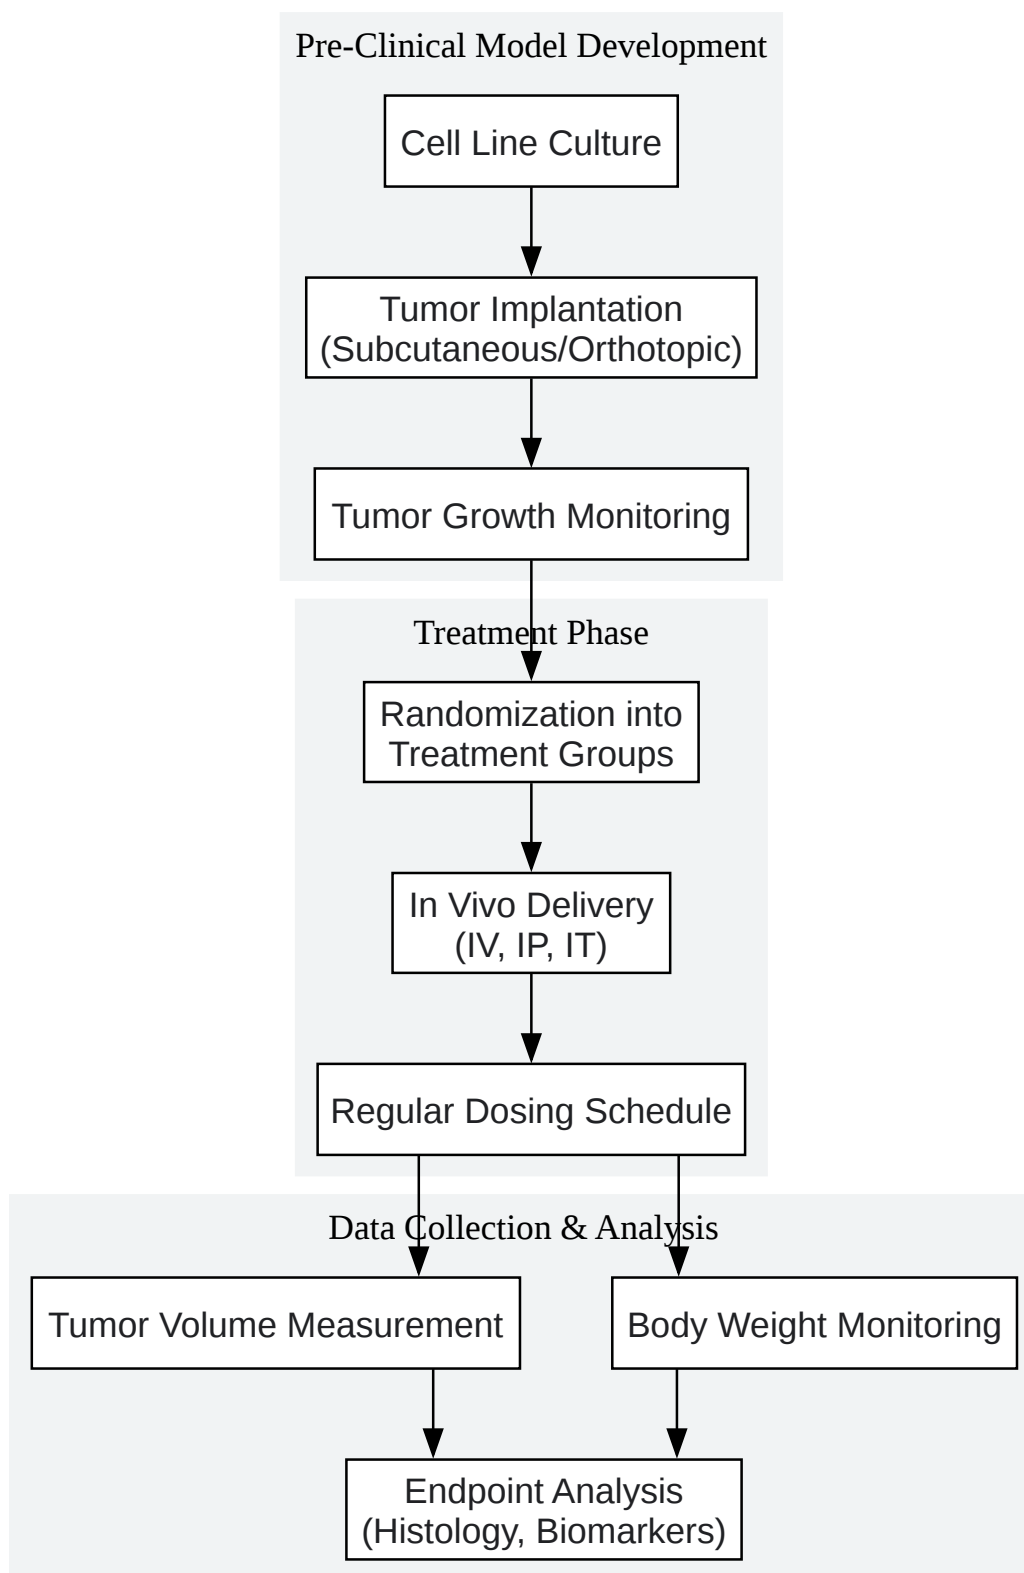 Pre-Clinical Model Development
Cell Line Culture
Tumor Implantation
(Subcutaneous/Orthotopic)
Tumor Growth Monitoring
Treatment Phase
Randomization into
Treatment Groups
In Vivo Delivery
(IV, IP, IT)
Regular Dosing Schedule
Data Collection & Analysis
Tumor Volume Measurement
Body Weight Monitoring
Endpoint Analysis
(Histology, Biomarkers)